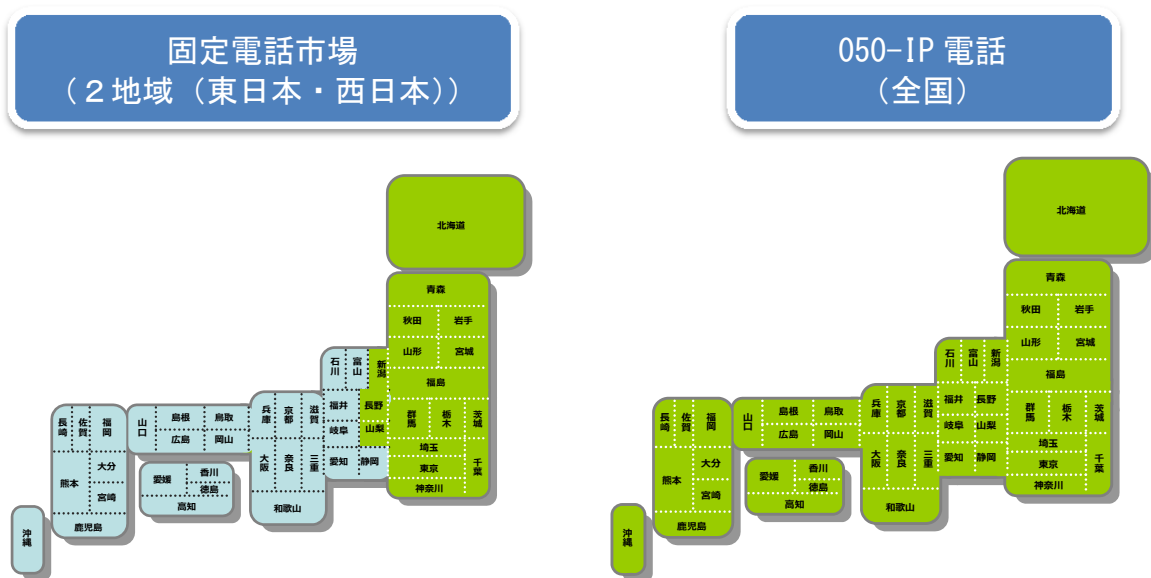 固定電話市場
（２地域（東日本・西日本））
050-IP 電話
（全国）
北海道
青森
秋田 岩手
山形 宮城
福島
群馬 栃木 茨城
埼玉
東京 千葉
神奈川
石川 富山 新潟
福井 長野
岐阜 山梨
愛知 静岡
兵庫 京都 滋賀
大阪 奈良 三重
和歌山
山口 島根 鳥取
広島 岡山
愛媛 香川
徳島
高知
長崎 佐賀 福岡
熊本 大分
宮崎
鹿児島
沖縄
北海道
青森
秋田 岩手
山形 宮城
福島
群馬 栃木 茨城
埼玉
東京 千葉
神奈川
石川 富山 新潟
福井 長野
岐阜 山梨
愛知 静岡
兵庫 京都 滋賀
大阪 奈良 三重
和歌山
山口 島根 鳥取
広島 岡山
愛媛 香川
徳島
高知
長崎 佐賀 福岡
熊本 大分
宮崎
鹿児島
沖縄